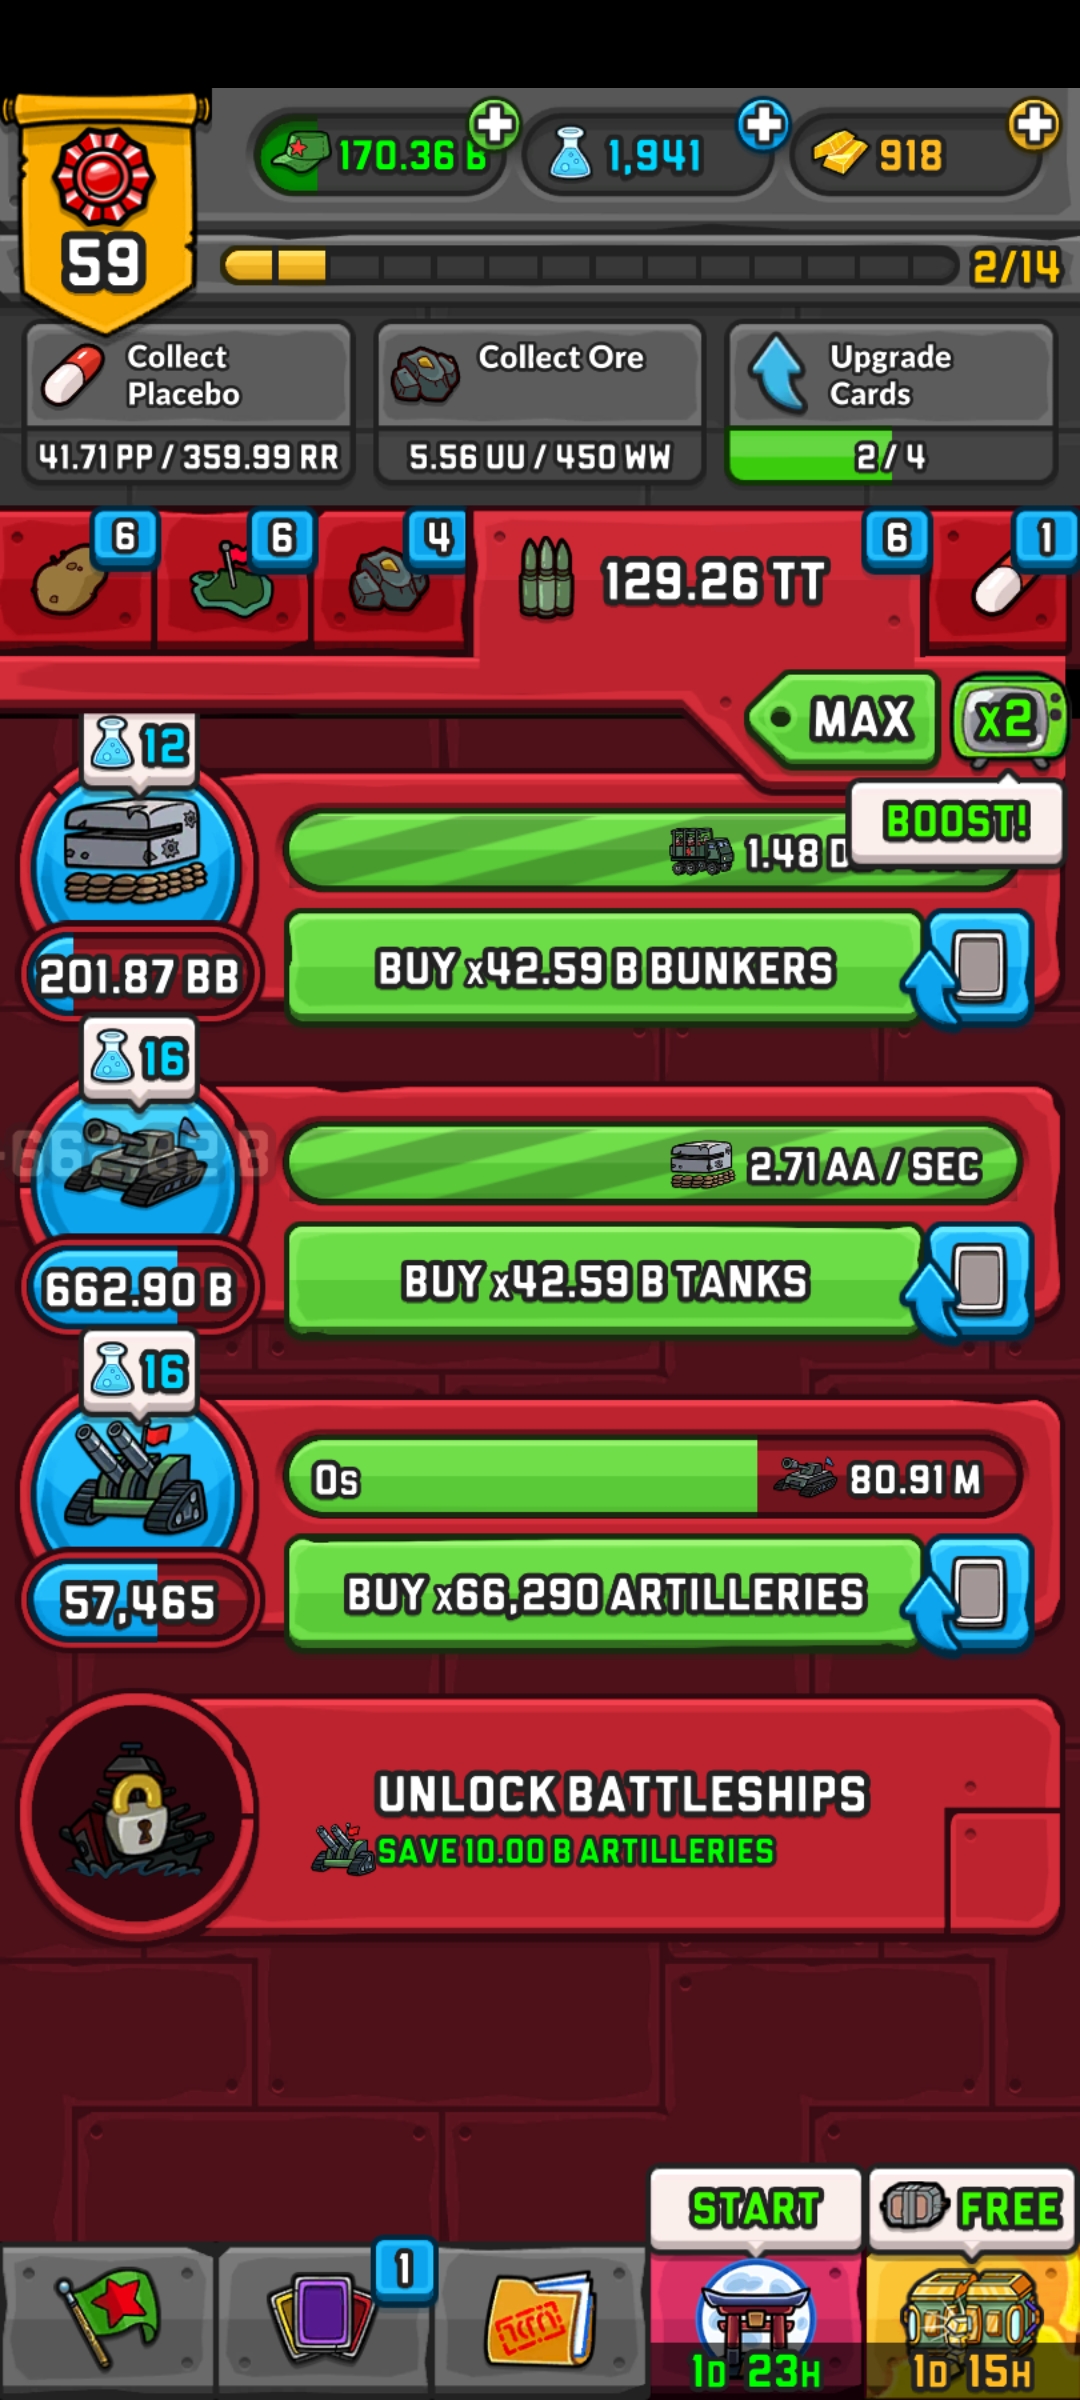 170.36 B
1,941
918
59
2/14
Collect
Placebo
41.71 PP / 359.99 RR
Collect Ore
5.56 UU / 450 WW
Upgrade
Cards
2 / 4
6
6
4
129.26 TT
6
1
MAX
x2
BOOST!
12
1.48
201.87 BB
BUY x42.59 B BUNKERS
16
2.71 AA / SEC
662.90 B
BUY x42.59 B TANKS
16
0s
80.91 M
57,465
BUY x66,290 ARTILLERIES
UNLOCK BATTLESHIPS
SAVE 10.00 B ARTILLERIES
START
FREE
1
1D 23H
1D 15H